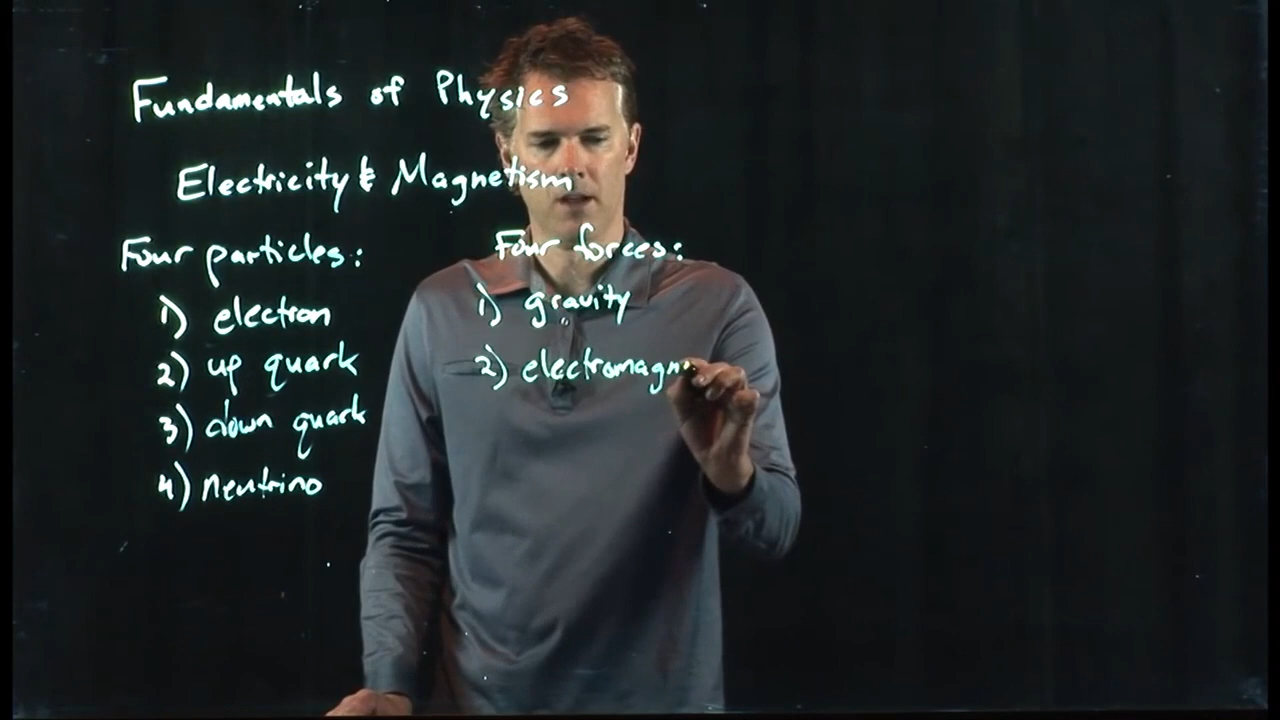 Fundamentals of Physics
Electricity & Magnetism
Four particles:
1) electron
2) up quark
3) down quark
4) neutrino
Four forces:
1) gravity
2) electromagn